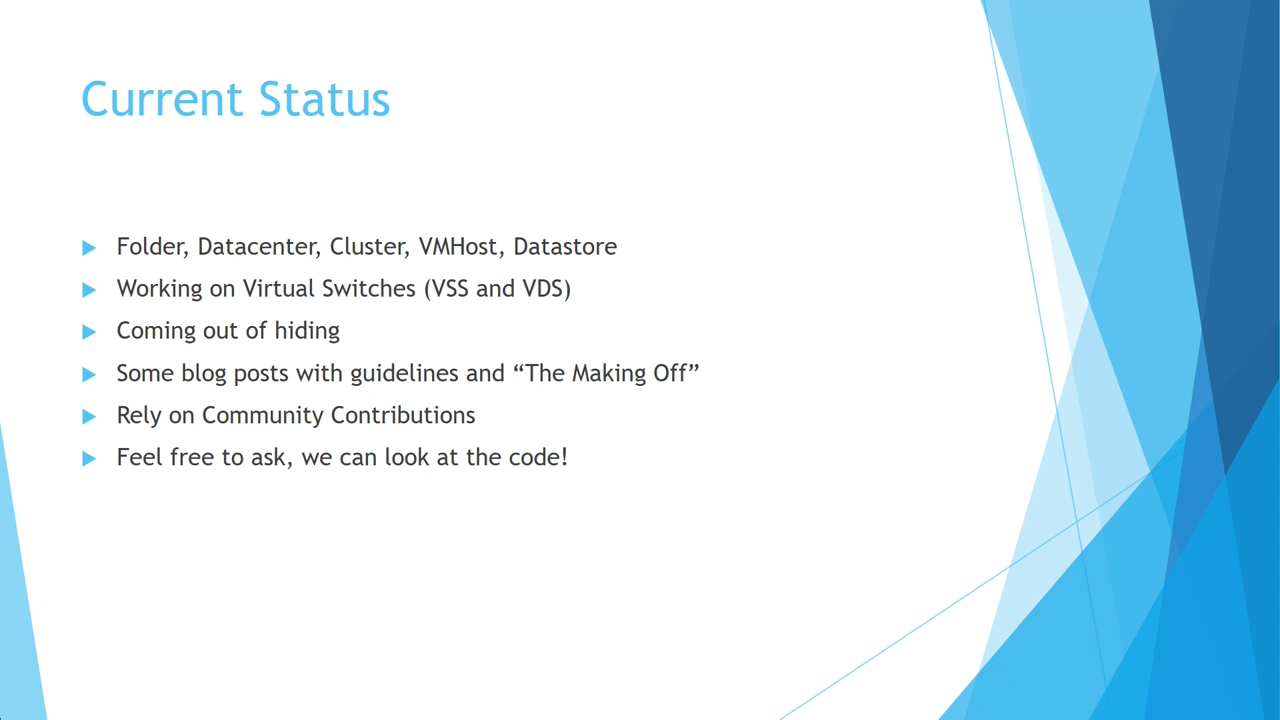 Current Status
Folder, Datacenter, Cluster, VMHost, Datastore
Working on Virtual Switches (VSS and VDS)
Coming out of hiding
Some blog posts with guidelines and “The Making Off”
Rely on Community Contributions
Feel free to ask, we can look at the code!